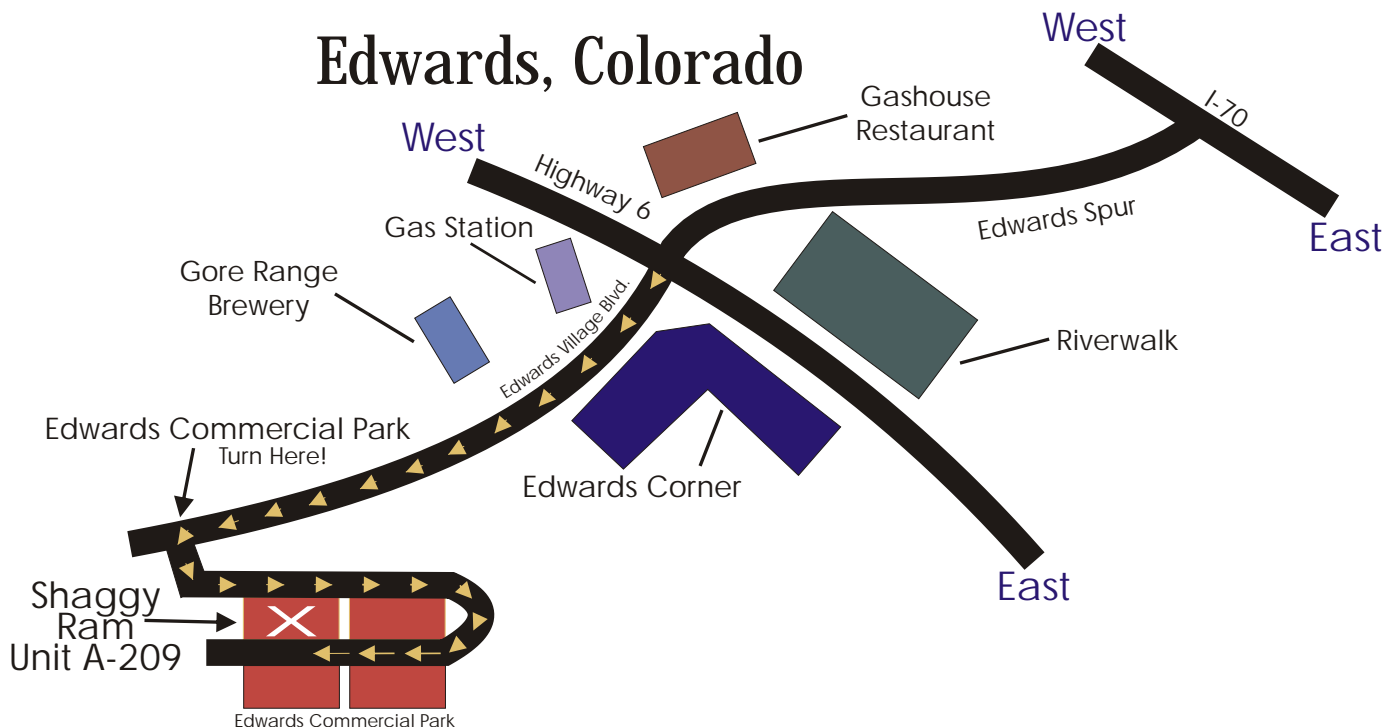 Edwards, Colorado
West
I-70
East
Gashouse
Restaurant
West
Highway 6
Edwards Spur
Gas Station
Gore Range
Brewery
Edwards Village Blvd.
Riverwalk
Edwards Corner
East
Edwards Commercial Park
Turn Here!
Shaggy
Ram
Unit A-209
X
Edwards Commercial Park